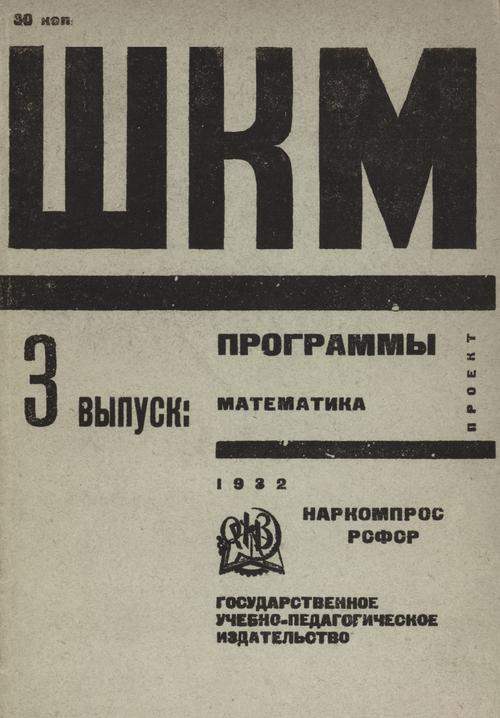 30 коп.
ШКМ
3 ВЫПУСК:
ПРОГРАММЫ
МАТЕМАТИКА
ПРОЕКТ
1932
НАРКОМПРОС
РСФСР
ГОСУДАРСТВЕННОЕ
УЧЕБНО-ПЕДАГОГИЧЕСКОЕ
ИЗДАТЕЛЬСТВО